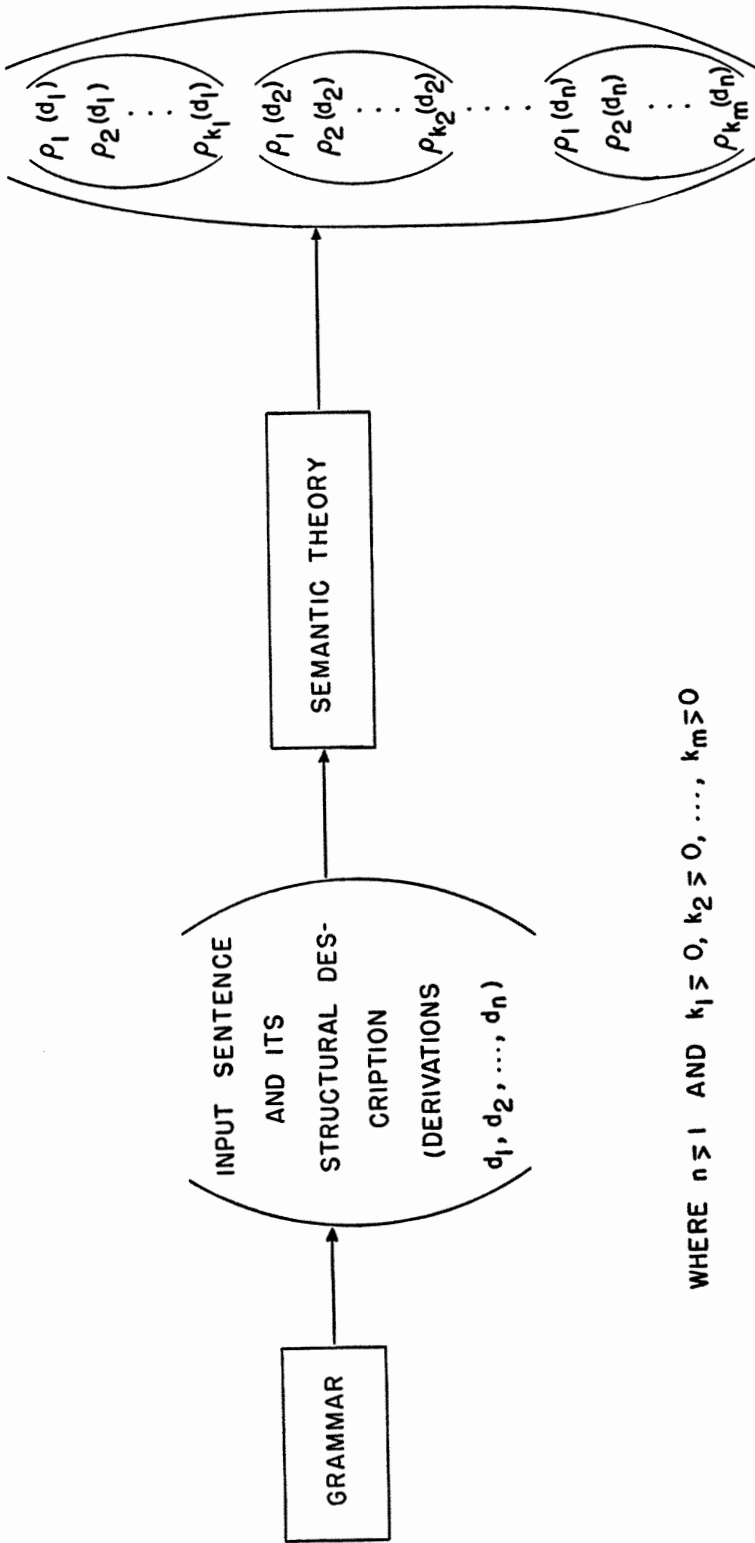 GRAMMAR
INPUT SENTENCE
AND ITS
STRUCTURAL DES-
CRIPTION
(DERIVATIONS
d₁, d₂, ..., dₙ)
SEMANTIC THEORY
ρ₁ (d₁)
ρ₂ (d₁)
...
ρₖ₁ (d₁)
ρ₁ (d₂)
ρ₂ (d₂)
...
ρₖ₂ (d₂)
....
ρ₁ (dₙ)
ρ₂ (dₙ)
...
ρₖₘ (dₙ)
WHERE n ≥ 1 AND k₁ ≥ 0, k₂ ≥ 0, ..., kₘ ≥ 0